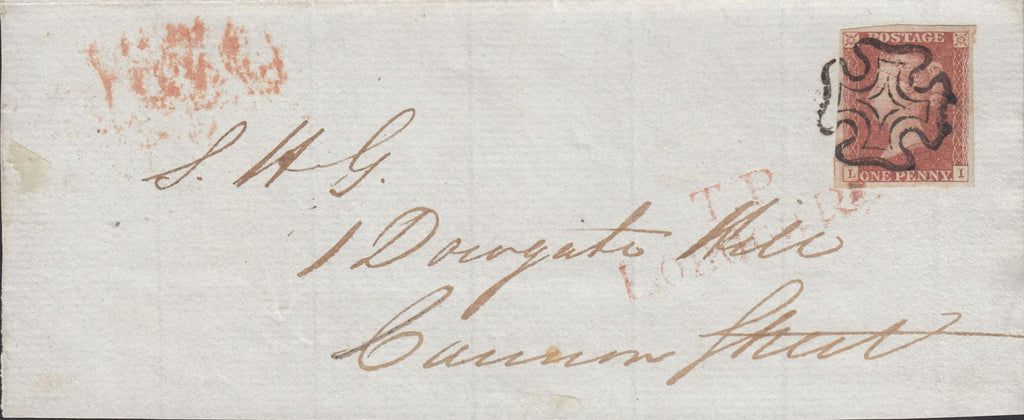 POSTAGE
L ONE PENNY I
S. H G.
T.P
1 Dowgate Hill
Cannon Street